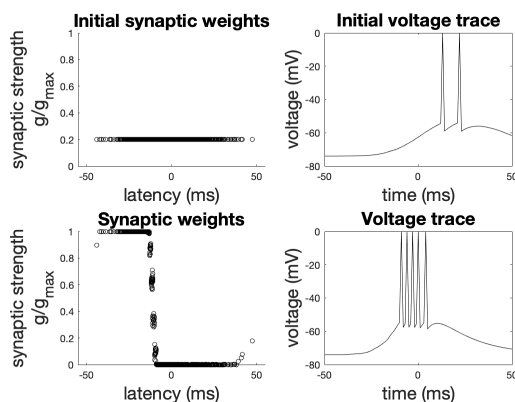 Initial synaptic weights
synaptic strength
g/gmax
1
0.8
0.6
0.4
0.2
0
-50
0
50
latency (ms)
Initial voltage trace
voltage (mV)
0
-20
-40
-60
-80
-50
0
50
time (ms)
Synaptic weights
synaptic strength
g/gmax
1
0.8
0.6
0.4
0.2
0
-50
0
50
latency (ms)
Voltage trace
voltage (mV)
0
-20
-40
-60
-80
-50
0
50
time (ms)